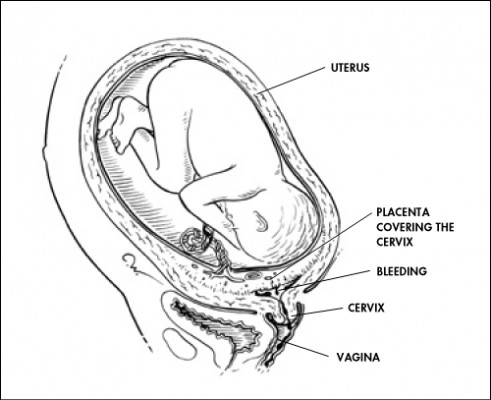 UTERUS
PLACENTA
COVERING THE
CERVIX
BLEEDING
CERVIX
VAGINA